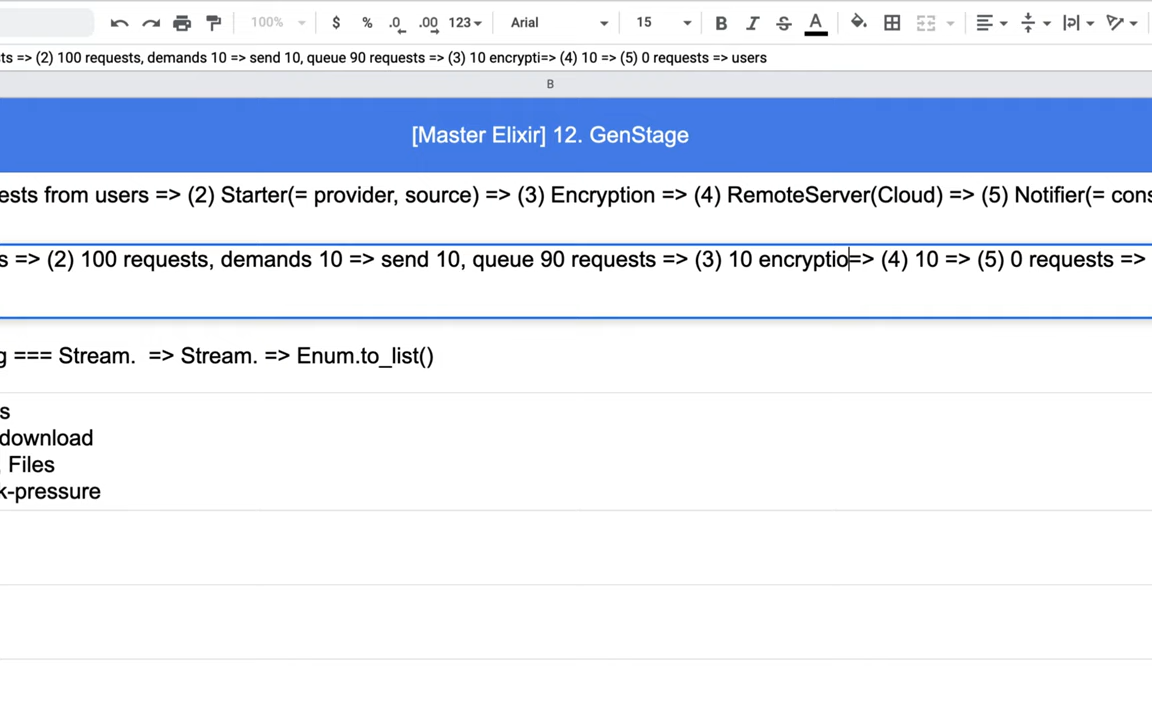 100% $ % .0 .00 123 Arial 15 B I S A
ts => (2) 100 requests, demands 10 => send 10, queue 90 requests => (3) 10 encrypti=> (4) 10 => (5) 0 requests => users
B
[Master Elixir] 12. GenStage
ests from users => (2) Starter(= provider, source) => (3) Encryption => (4) RemoteServer(Cloud) => (5) Notifier(= cons
s => (2) 100 requests, demands 10 => send 10, queue 90 requests => (3) 10 encryptio=> (4) 10 => (5) 0 requests =>
g === Stream. => Stream. => Enum.to_list()
s
download
, Files
k-pressure